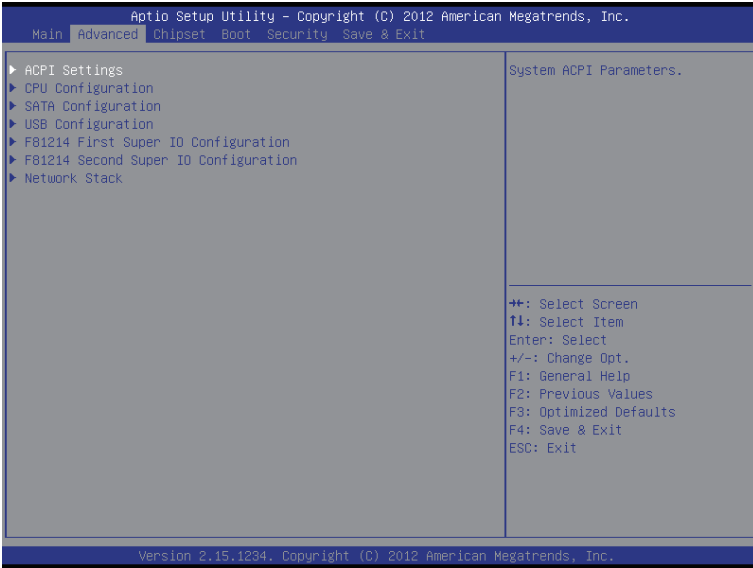 Aptio Setup Utility – Copyright (C) 2012 American Megatrends, Inc.
Main Advanced Chipset Boot Security Save & Exit
ACPI Settings
CPU Configuration
SATA Configuration
USB Configuration
F81214 First Super IO Configuration
F81214 Second Super IO Configuration
Network Stack
System ACPI Parameters.
→←: Select Screen
↑↓: Select Item
Enter: Select
+/-: Change Opt.
F1: General Help
F2: Previous Values
F3: Optimized Defaults
F4: Save & Exit
ESC: Exit
Version 2.15.1234. Copyright (C) 2012 American Megatrends, Inc.